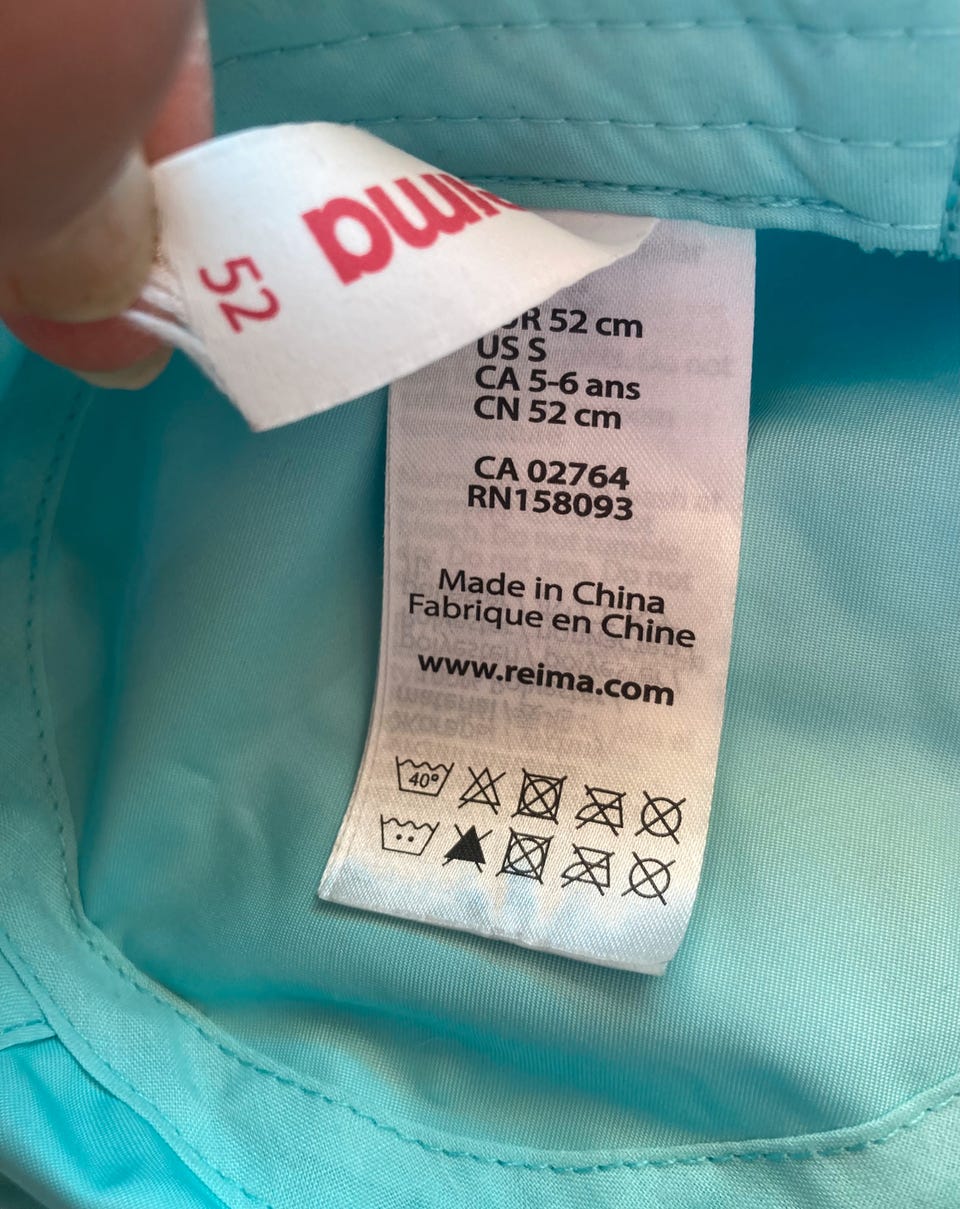 ima
52
R 52 cm
US S
CA 5-6 ans
CN 52 cm
CA 02764
RN158093
Made in China
Fabrique en Chine
www.reima.com
40°